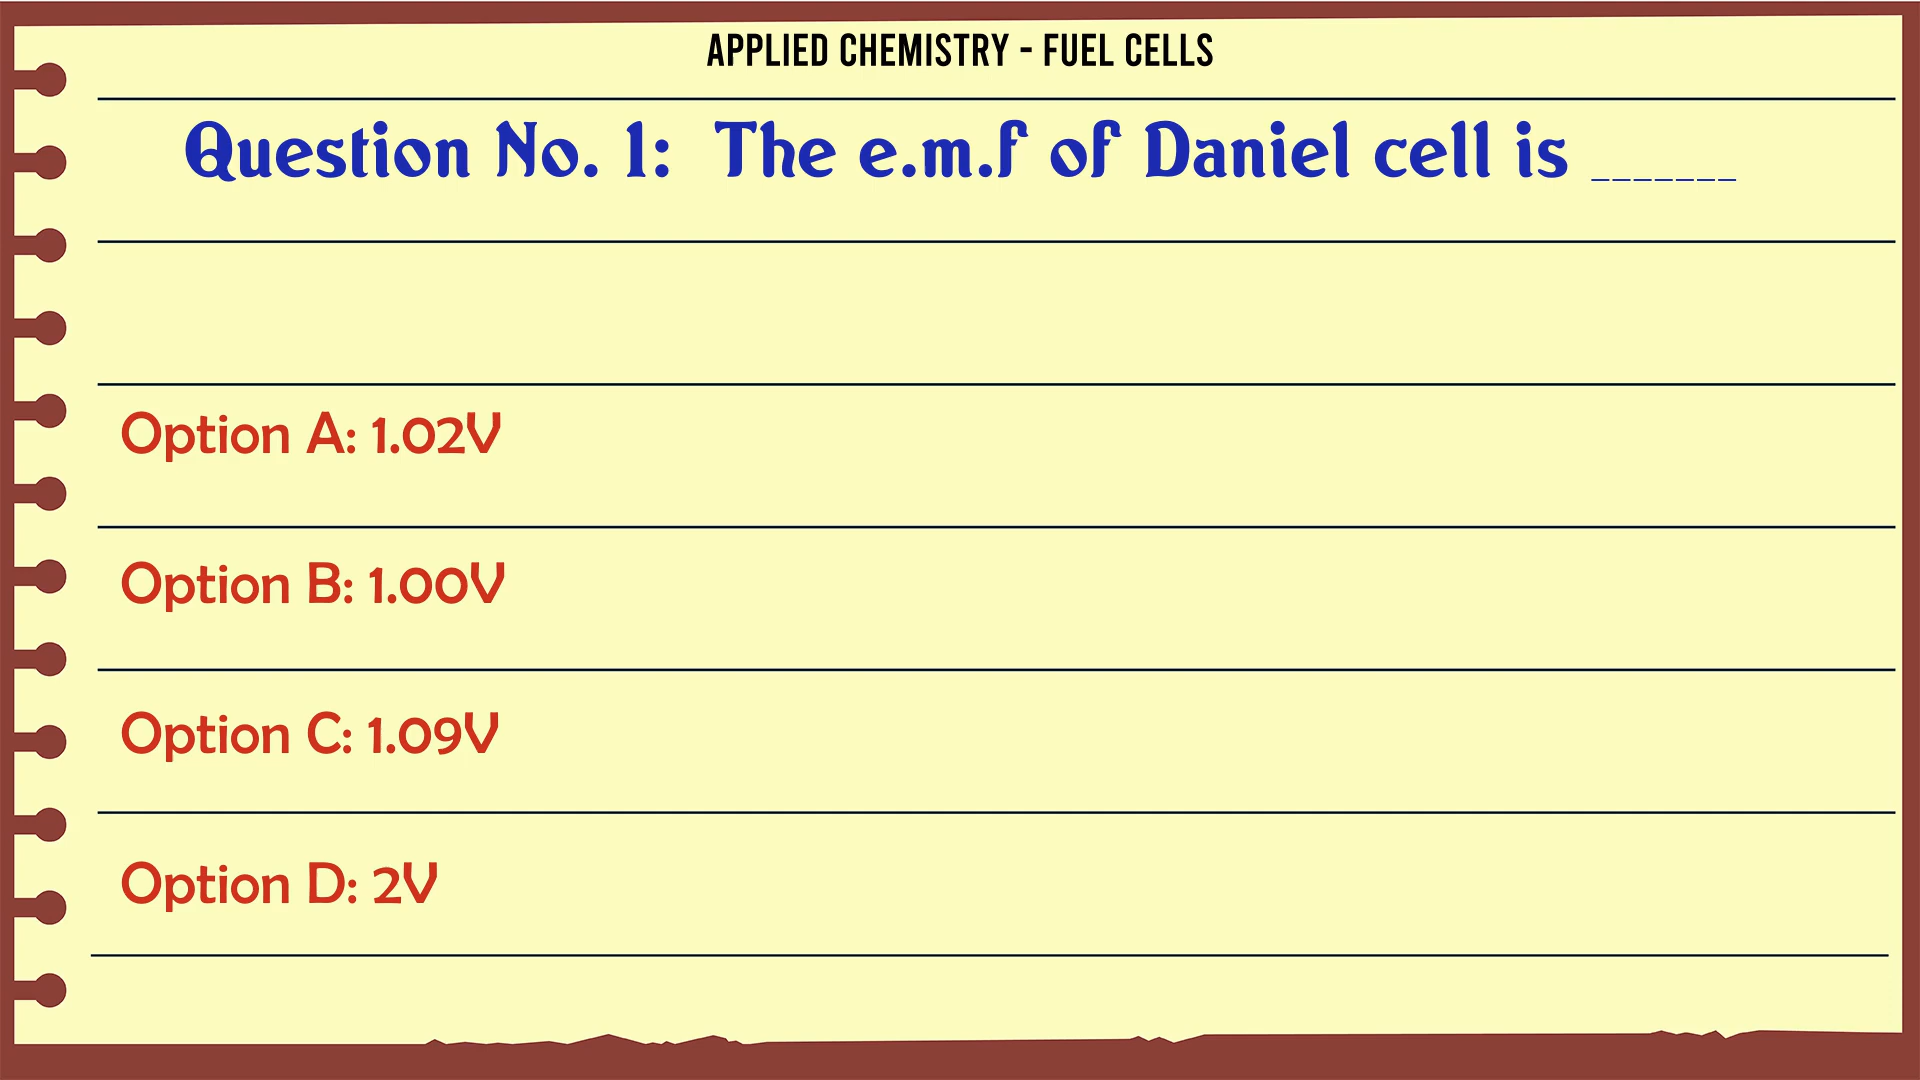 APPLIED CHEMISTRY - FUEL CELLS
Question No. 1: The e.m.f of Daniel cell is _______
Option A: 1.02V
Option B: 1.00V
Option C: 1.09V
Option D: 2V